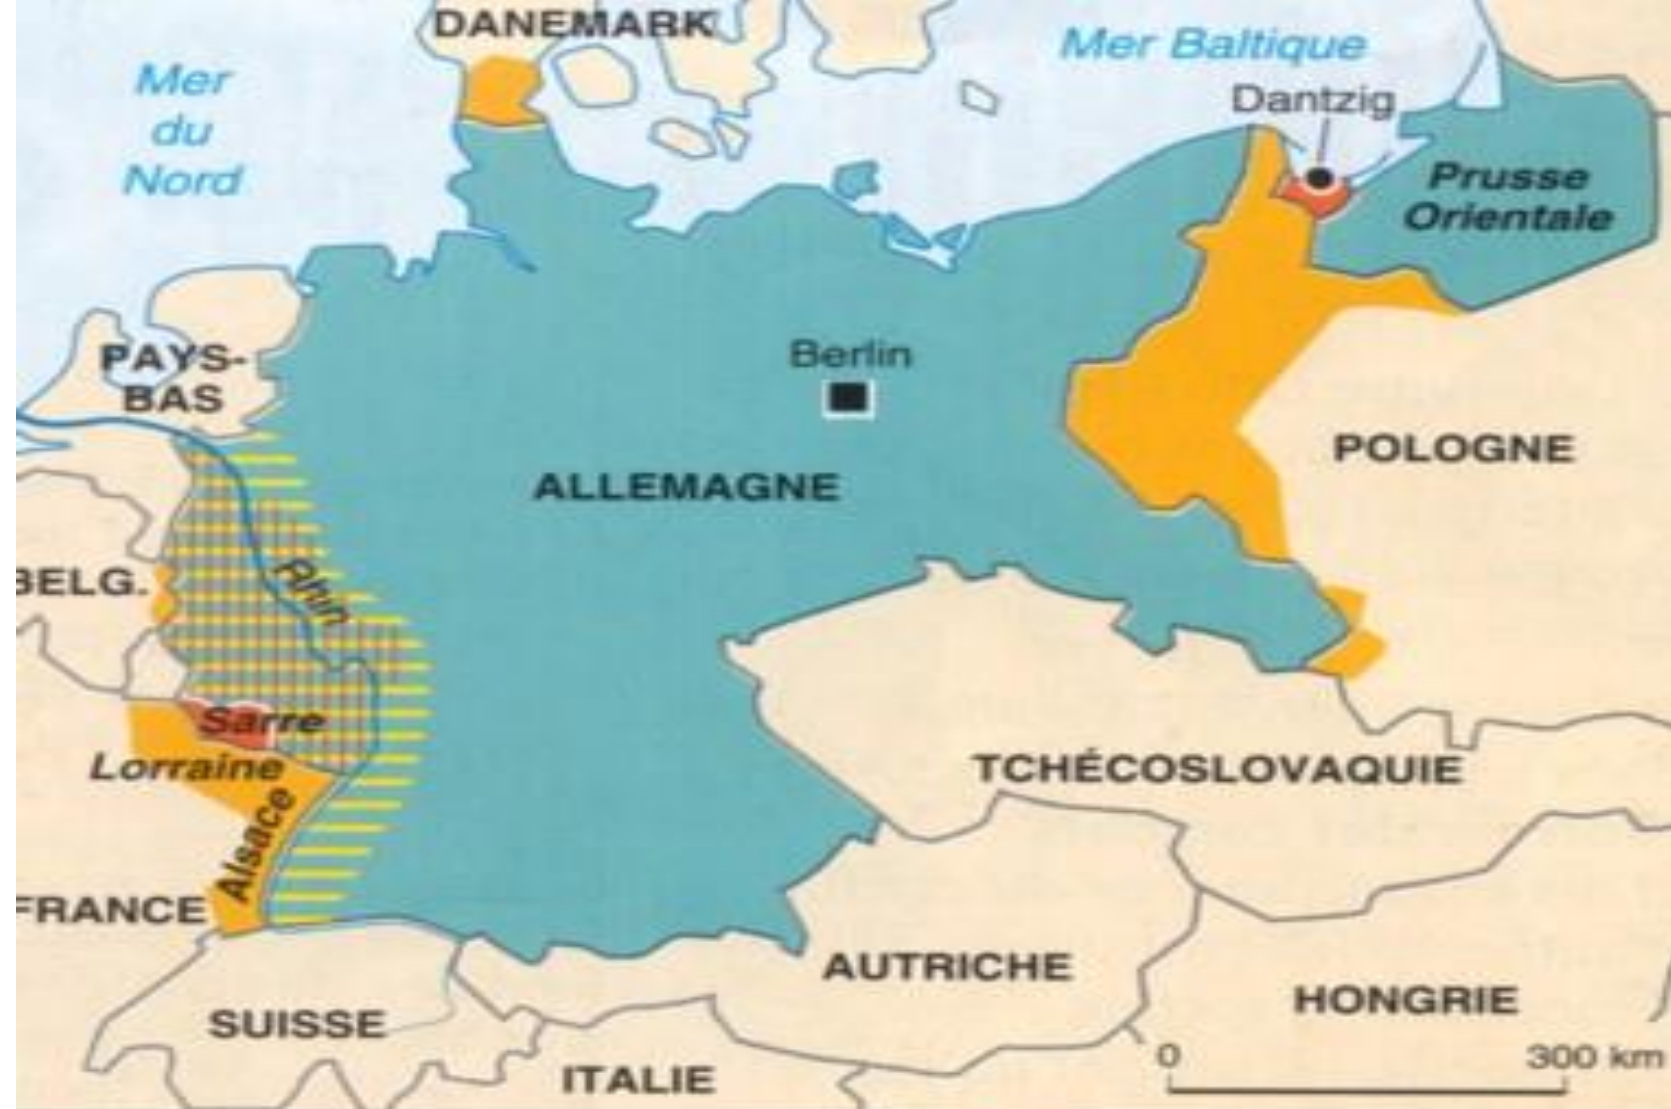 DANEMARK
Mer Baltique
Mer
du
Nord
Dantzig
Prusse
Orientale
PAYS-
BAS
Berlin
POLOGNE
ALLEMAGNE
BELG.
Rhin
Sarre
Lorraine
Alsace
TCHÉCOSLOVAQUIE
FRANCE
AUTRICHE
HONGRIE
SUISSE
ITALIE
0 300 km